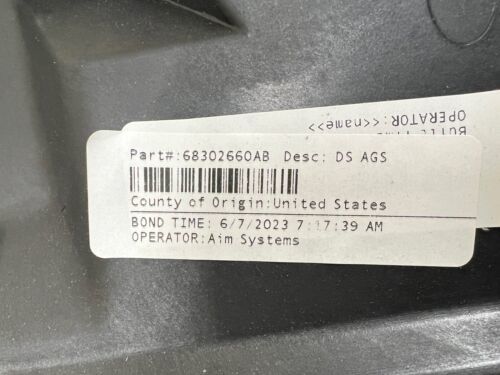 Part#:68302660AB Desc: DS AGS
County of Origin:United States
BOND TIME: 6/7/2023 7:17:39 AM
OPERATOR:Aim Systems
OPERATOR:<<name>>